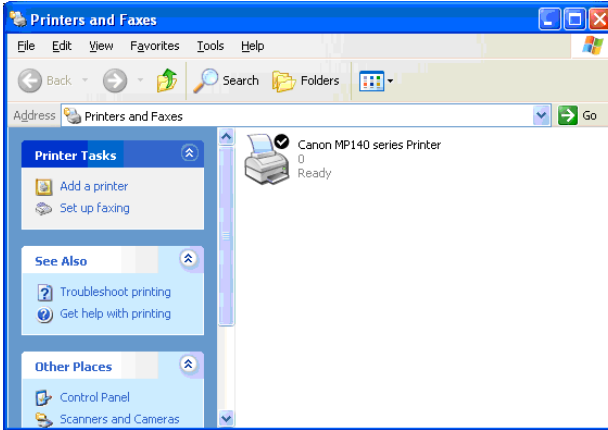 Printers and Faxes
File Edit View Favorites Tools Help
Back Search Folders
Address Printers and Faxes Go
Printer Tasks
Add a printer
Set up faxing
See Also
Troubleshoot printing
Get help with printing
Other Places
Control Panel
Scanners and Cameras
Canon MP140 series Printer
0
Ready